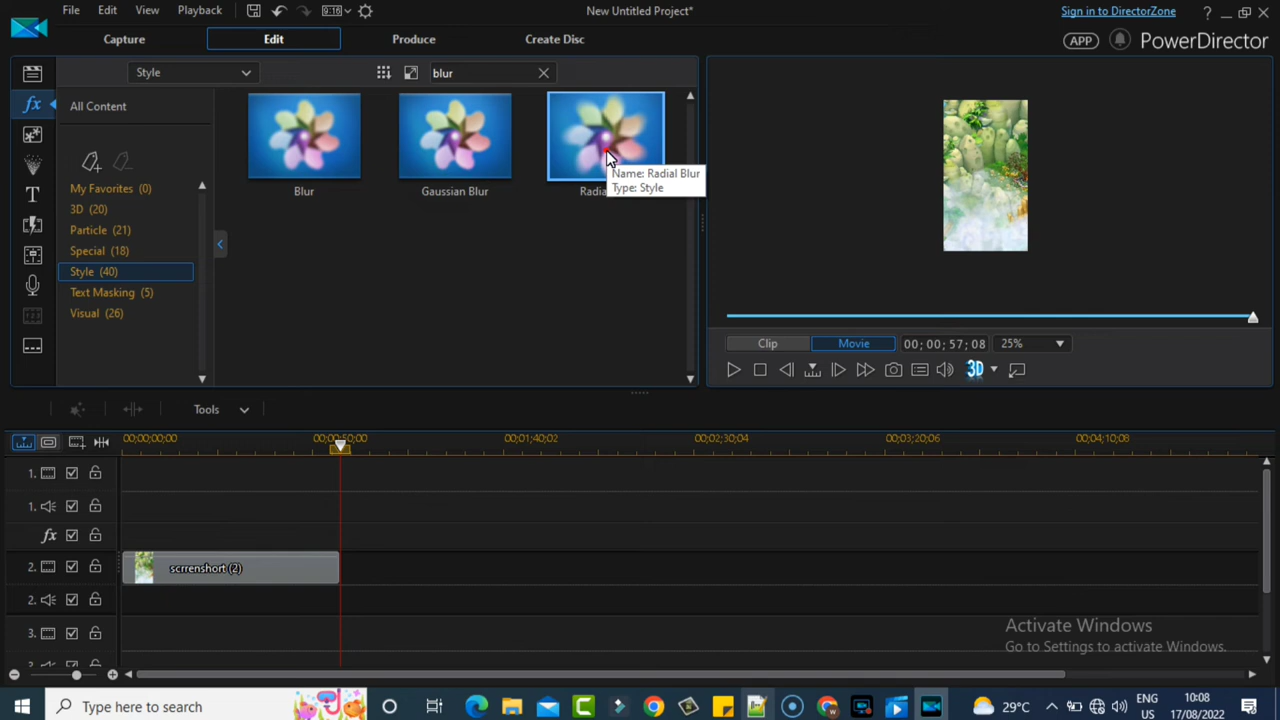 File Edit View Playback 9:16 New Untitled Project* Sign in to DirectorZone ?
Capture Edit Produce Create Disc APP PowerDirector
Style blur
fx All Content
My Favorites (0)
3D (20)
Particle (21)
Special (18)
Style (40)
Text Masking (5)
Visual (26)
T
Blur Gaussian Blur
Name: Radial Blur
Type: Style
Clip Movie 00; 00; 57; 08 25%
3D
Tools
00;00;00;00 00;00;50;00 00;01;40;02 00;02;30;04 00;03;20;06 00;04;10;08
1.
1.
fx
2. scrrenshort (2)
2.
3.
Activate Windows
Go to Settings to activate Windows.
Type here to search 29°C ENG US 10:08 17/08/2022